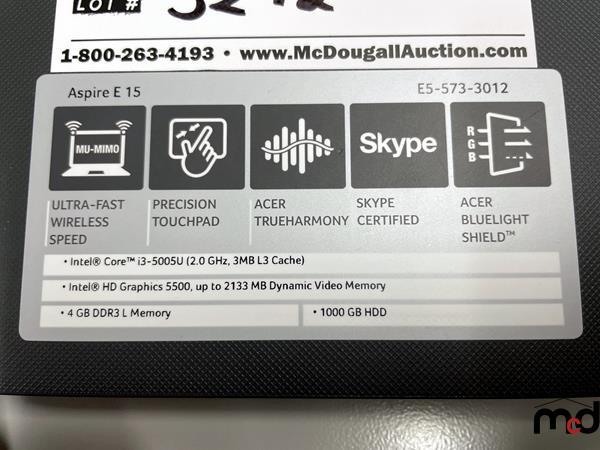 LOT #
1-800-263-4193 • www.McDougallAuction.com
Aspire E 15
E5-573-3012
MU-MIMO
Skype
R
G
B
ULTRA-FAST
WIRELESS
SPEED
PRECISION
TOUCHPAD
ACER
TRUEHARMONY
SKYPE
CERTIFIED
ACER
BLUELIGHT
SHIELD™
• Intel® Core™ i3-5005U (2.0 GHz, 3MB L3 Cache)
• Intel® HD Graphics 5500, up to 2133 MB Dynamic Video Memory
• 4 GB DDR3 L Memory
• 1000 GB HDD
mcd